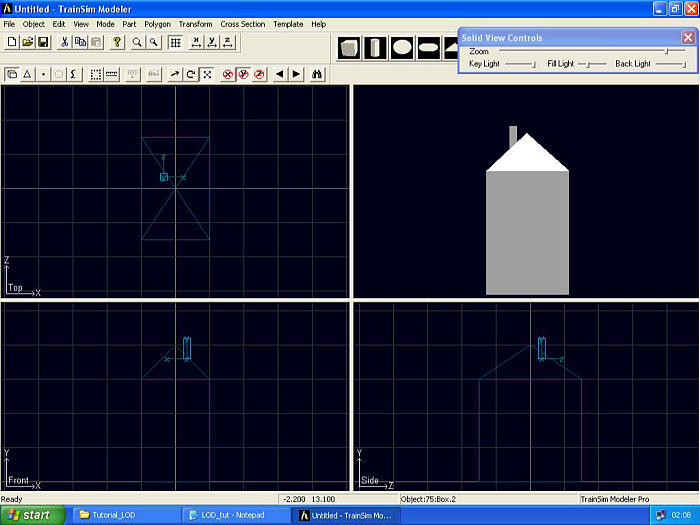 Untitled - TrainSim Modeler
File Edit View Mode Part Polygon Transform Cross Section Template Help
Solid View Controls
Zoom
Key Light Fill Light Back Light
X Y Z
ADD
X Y Z
Z
X
Z
Top X
Y
Front X
Y
Side Z
Ready -2.200 13.100 Object:75:Box.2 TrainSim Modeler Pro
start Tutorial_LOD LOD_tut - Notepad Untitled - TrainSim Mo... 02:08